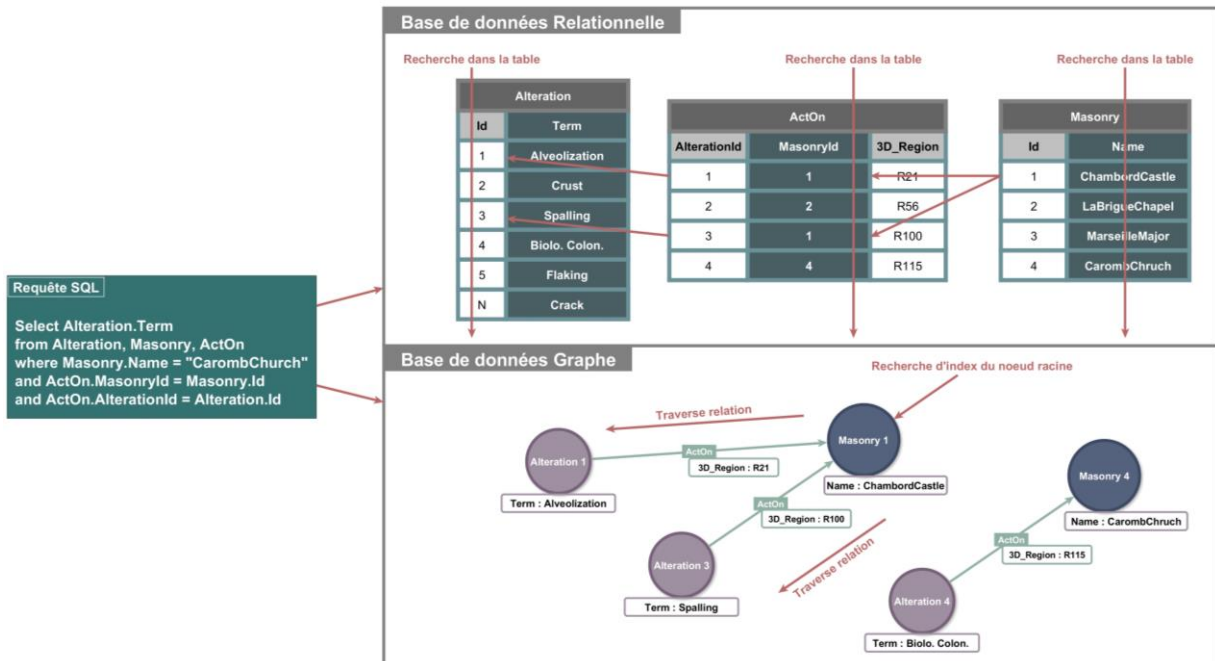 Base de données Relationnelle
Recherche dans la table
Recherche dans la table
Recherche dans la table
Alteration
Id Term
1 Alveolization
2 Crust
3 Spalling
4 Biolo. Colon.
5 Flaking
N Crack
ActOn
AlterationId MasonryId 3D_Region
1 1 R21
2 2 R56
3 1 R100
4 4 R115
Masonry
Id Name
1 ChambordCastle
2 LaBrigueChapel
3 MarseilleMajor
4 CarombChruch
Requête SQL
Select Alteration.Term
from Alteration, Masonry, ActOn
where Masonry.Name = "CarombChurch"
and ActOn.MasonryId = Masonry.Id
and ActOn.AlterationId = Alteration.Id
Base de données Graphe
Recherche d'index du noeud racine
Traverse relation
Alteration 1
Term : Alveolization
ActOn
3D_Region : R21
Masonry 1
Name : ChambordCastle
ActOn
3D_Region : R100
Alteration 3
Term : Spalling
Traverse relation
Masonry 4
Name : CarombChruch
ActOn
3D_Region : R115
Alteration 4
Term : Biolo. Colon.